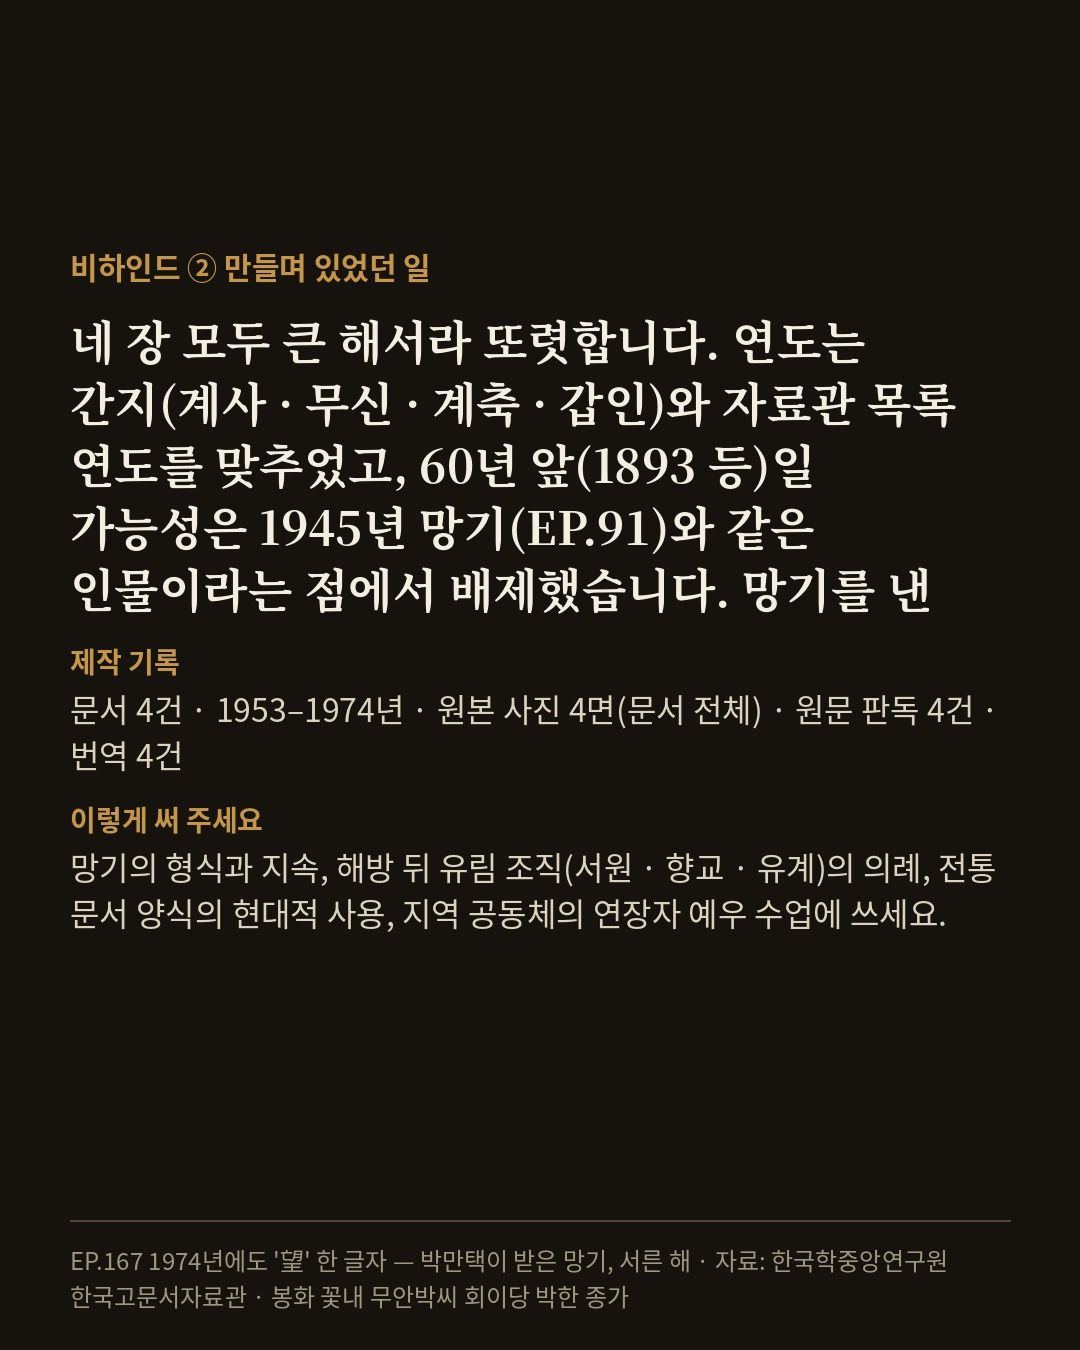 비하인드 ② 만들며 있었던 일
네 장 모두 큰 해서라 또렷합니다. 연도는
간지(계사 · 무신 · 계축 · 갑인)와 자료관 목록
연도를 맞추었고, 60년 앞(1893 등)일
가능성은 1945년 망기(EP.91)와 같은
인물이라는 점에서 배제했습니다. 망기를 낸
제작 기록
문서 4건 · 1953–1974년 · 원본 사진 4면(문서 전체) · 원문 판독 4건 ·
번역 4건
이렇게 써 주세요
망기의 형식과 지속, 해방 뒤 유림 조직(서원 · 향교 · 유계)의 의례, 전통
문서 양식의 현대적 사용, 지역 공동체의 연장자 예우 수업에 쓰세요.
EP.167 1974년에도 '望' 한 글자 — 박만택이 받은 망기, 서른 해 · 자료: 한국학중앙연구원
한국고문서자료관 · 봉화 꽃내 무안박씨 회이당 박한 종가